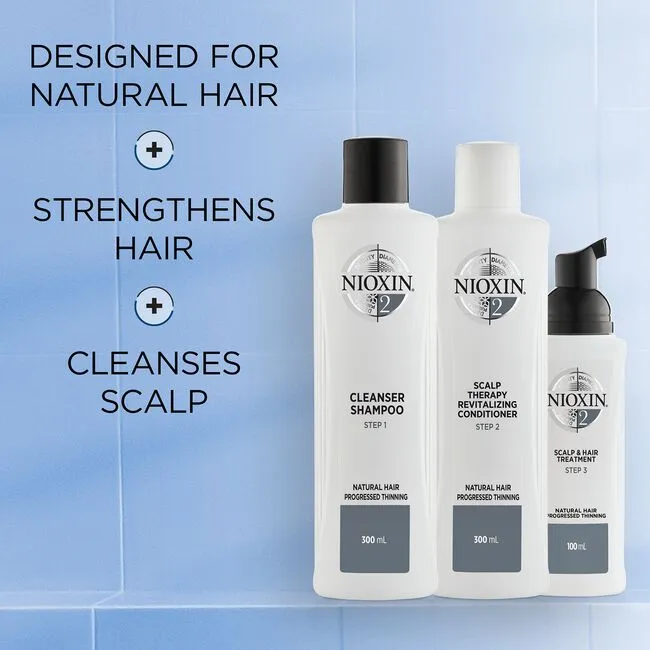 DESIGNED FOR
NATURAL HAIR
+
STRENGTHENS
HAIR
+
CLEANSES
SCALP
NIOXIN
2
CLEANSER
SHAMPOO
STEP 1
NATURAL HAIR
PROGRESSED THINNING
300 mL
NIOXIN
2
SCALP
THERAPY
REVITALIZING
CONDITIONER
STEP 2
NATURAL HAIR
PROGRESSED THINNING
300 mL
NIOXIN
2
SCALP & HAIR
TREATMENT
STEP 3
NATURAL HAIR
PROGRESSED THINNING
100 mL